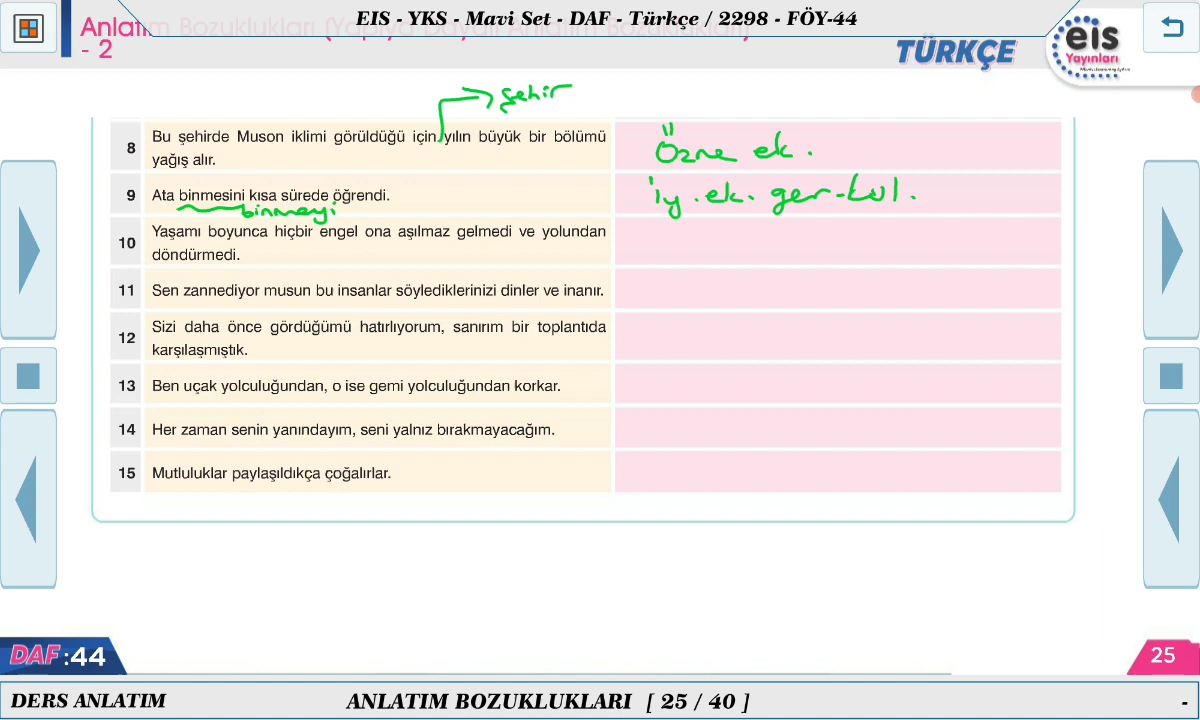 EIS - YKS - Mavi Set - DAF - Türkçe / 2298 - FÖY-44
Anlatım Bozuklukları (Yapıya Dayalı Anlatım Bozuklukları)
- 2
TÜRKÇE
eis
Yayınları
şehir
8 Bu şehirde Muson iklimi görüldüğü için yılın büyük bir bölümü
yağış alır.
Özne ek.
9 Ata binmesini kısa sürede öğrendi.
iy. ek. ger-kul.
binmeyi
10 Yaşamı boyunca hiçbir engel ona aşılmaz gelmedi ve yolundan
döndürmedi.
11 Sen zannediyor musun bu insanlar söylediklerinizi dinler ve inanır.
12 Sizi daha önce gördüğümü hatırlıyorum, sanırım bir toplantıda
karşılaşmıştık.
13 Ben uçak yolculuğundan, o ise gemi yolculuğundan korkar.
14 Her zaman senin yanındayım, seni yalnız bırakmayacağım.
15 Mutluluklar paylaşıldıkça çoğalırlar.
DAF :44
25
DERS ANLATIM
ANLATIM BOZUKLUKLARI [ 25 / 40 ]
-